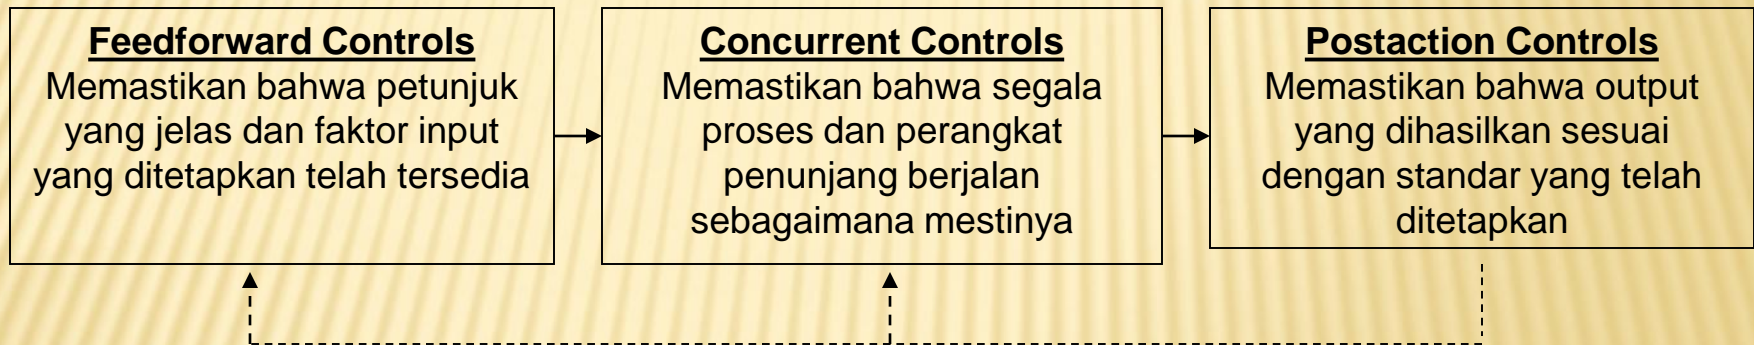 Feedforward Controls
Memastikan bahwa petunjuk
yang jelas dan faktor input
yang ditetapkan telah tersedia
Concurrent Controls
Memastikan bahwa segala
proses dan perangkat
penunjang berjalan
sebagaimana mestinya
Postaction Controls
Memastikan bahwa output
yang dihasilkan sesuai
dengan standar yang telah
ditetapkan